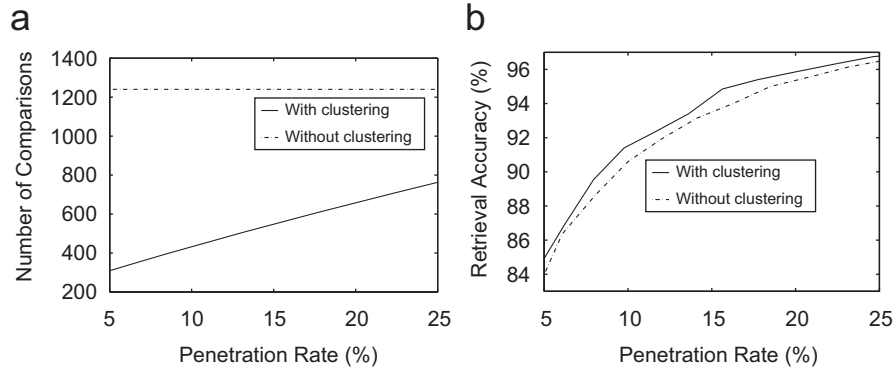 a
Number of Comparisons
1400
1200
1000
800
600
400
200
5 10 15 20 25
Penetration Rate (%)
With clustering
Without clustering
b
Retrieval Accuracy (%)
96
94
92
90
88
86
84
5 10 15 20 25
Penetration Rate (%)
With clustering
Without clustering